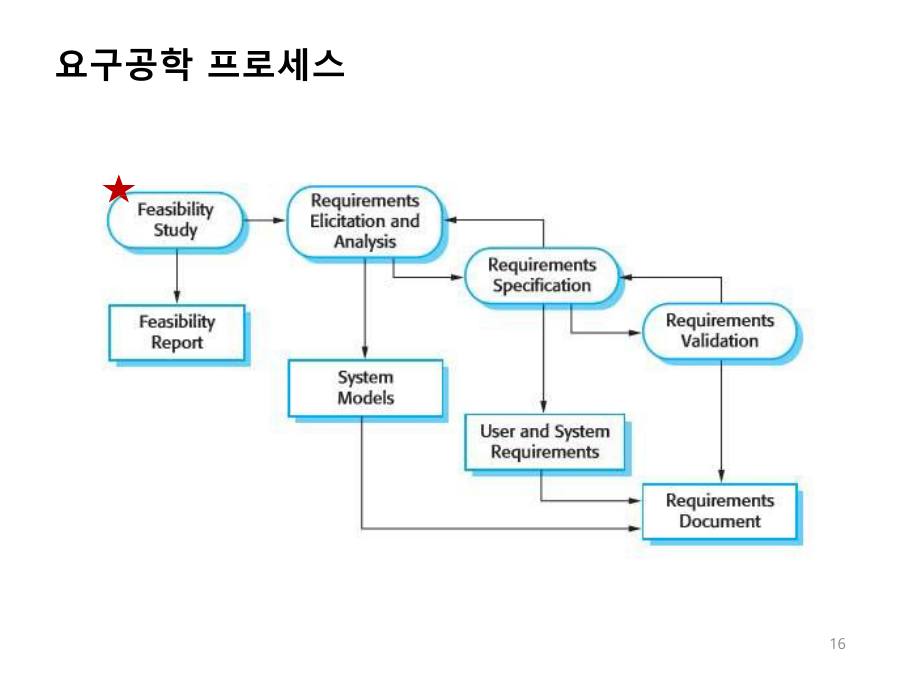 요구공학 프로세스
Feasibility
Study
Requirements
Elicitation and
Analysis
Requirements
Specification
Requirements
Validation
Feasibility
Report
System
Models
User and System
Requirements
Requirements
Document
16